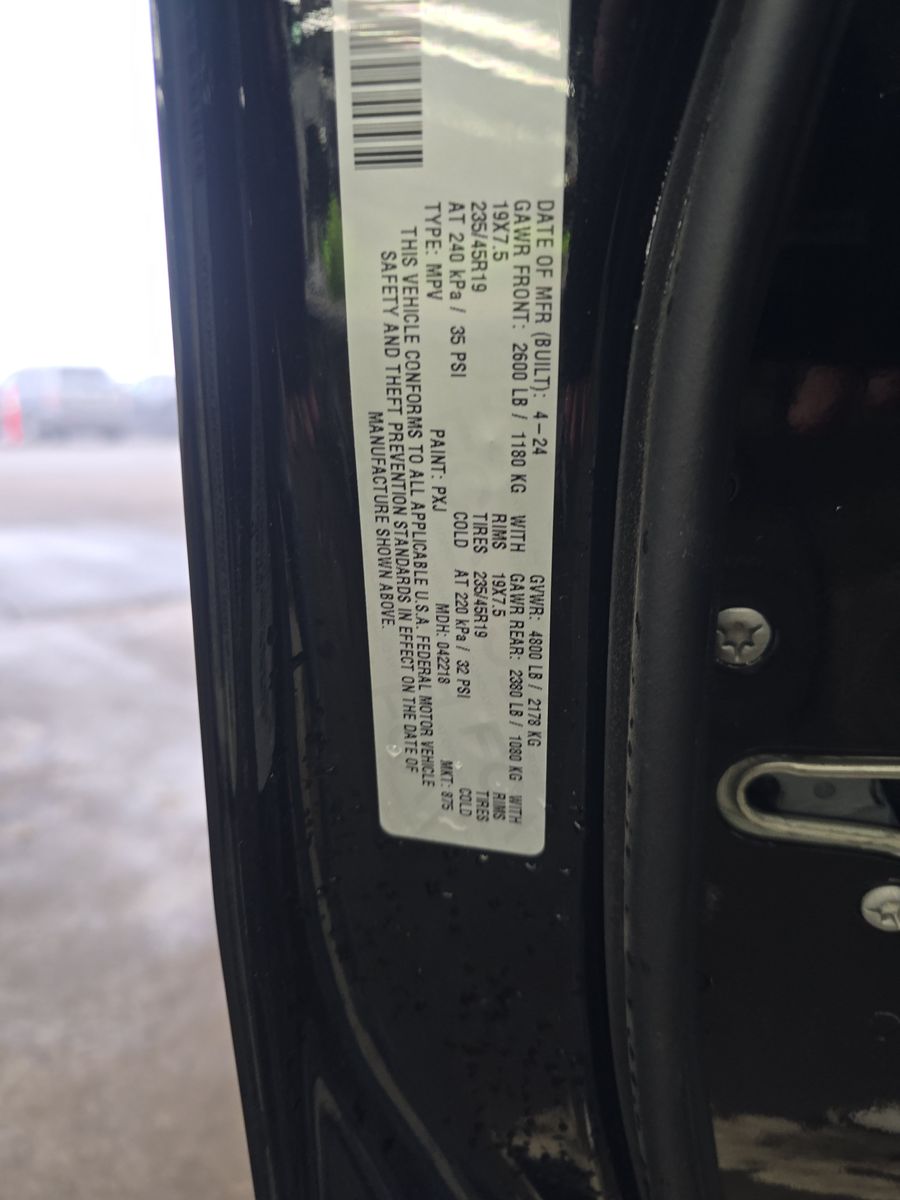 DATE OF MFR (BUILT): 4-24 GVWR: 4800 LB / 2178 KG
GAWR FRONT: 2600 LB / 1180 KG WITH GAWR REAR: 2380 LB / 1080 KG WITH
19X7.5 RIMS 19X7.5 RIMS
235/45R19 TIRES 235/45R19 TIRES
AT 240 kPa / 35 PSI COLD AT 220 kPa / 32 PSI COLD
TYPE: MPV PAINT: PXJ MDH: 042218 MKT: 875
THIS VEHICLE CONFORMS TO ALL APPLICABLE U.S.A. FEDERAL MOTOR VEHICLE
SAFETY AND THEFT PREVENTION STANDARDS IN EFFECT ON THE DATE OF
MANUFACTURE SHOWN ABOVE.